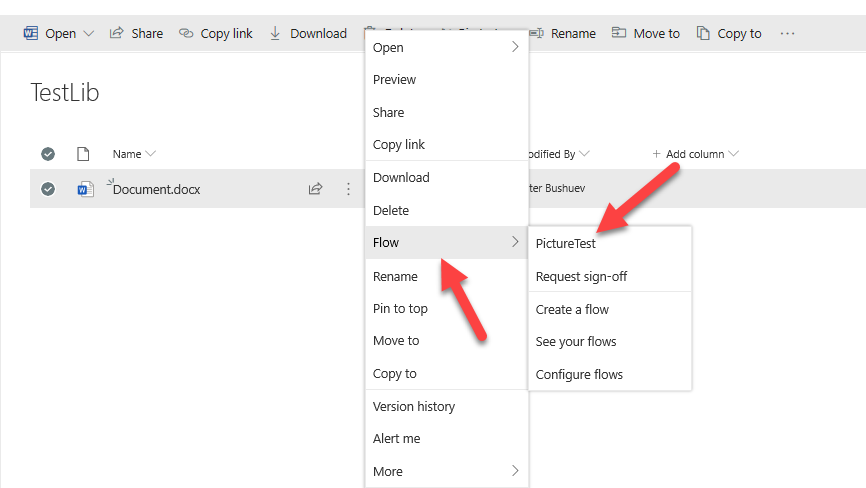 Open Share Copy link Download Rename Move to Copy to ...
TestLib
Name
Modified By + Add column
Document.docx
ter Bushuev
Open
Preview
Share
Copy link
Download
Delete
Flow
Rename
Pin to top
Move to
Copy to
Version history
Alert me
More
PictureTest
Request sign-off
Create a flow
See your flows
Configure flows